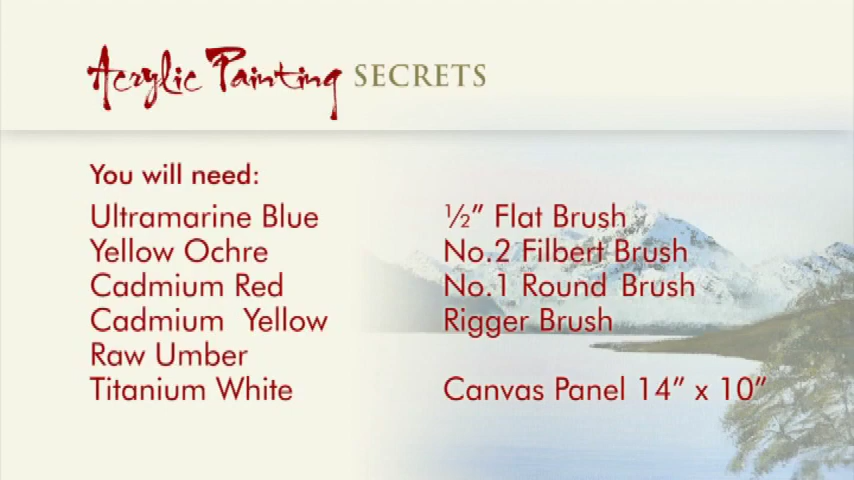 Acrylic Painting SECRETS
You will need:
Ultramarine Blue
Yellow Ochre
Cadmium Red
Cadmium Yellow
Raw Umber
Titanium White
½” Flat Brush
No.2 Filbert Brush
No.1 Round Brush
Rigger Brush
Canvas Panel 14” x 10”